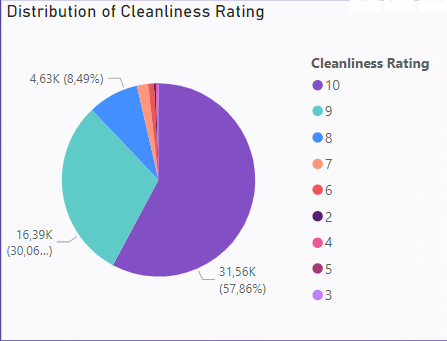 Distribution of Cleanliness Rating
4,63K (8,49%)
16,39K
(30,06...)
31,56K
(57,86%)
Cleanliness Rating
10
9
8
7
6
2
4
5
3